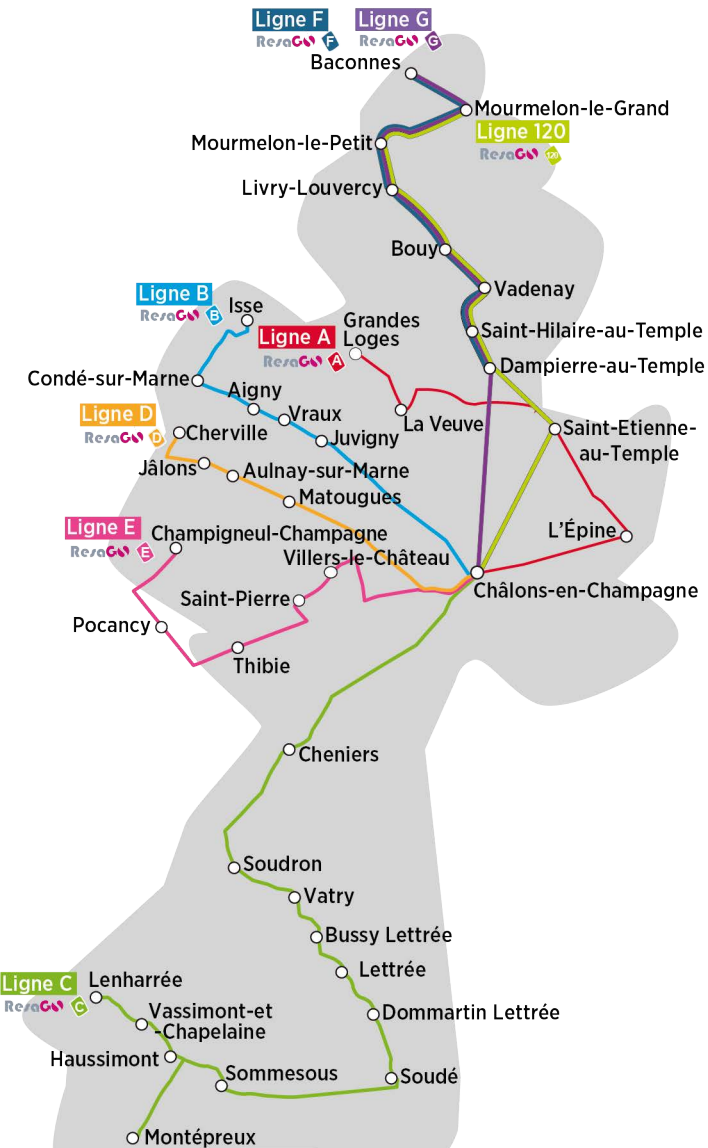 Ligne F
ResaGO F
Ligne G
ResaGO G
Baconnes
Mourmelon-le-Grand
Ligne 120
ResaGO 120
Mourmelon-le-Petit
Livry-Louvercy
Bouy
Vadenay
Ligne B
ResaGO B
Isse
Ligne A
ResaGO A
Grandes
Loges
Saint-Hilaire-au-Temple
Dampierre-au-Temple
Condé-sur-Marne
Aigny
Vraux
Juvigny
La Veuve
Saint-Etienne-
au-Temple
Ligne D
ResaGO D
Cherville
Jâlons
Aulnay-sur-Marne
Matougues
Ligne E
ResaGO E
Champigneul-Champagne
Villers-le-Château
L'Épine
Châlons-en-Champagne
Saint-Pierre
Pocancy
Thibie
Cheniers
Soudron
Vatry
Bussy Lettrée
Lettrée
Dommartin Lettrée
Ligne C
ResaGO C
Lenharrée
Vassimont-et
-Chapelaine
Haussimont
Sommesous
Soudé
Montépreux